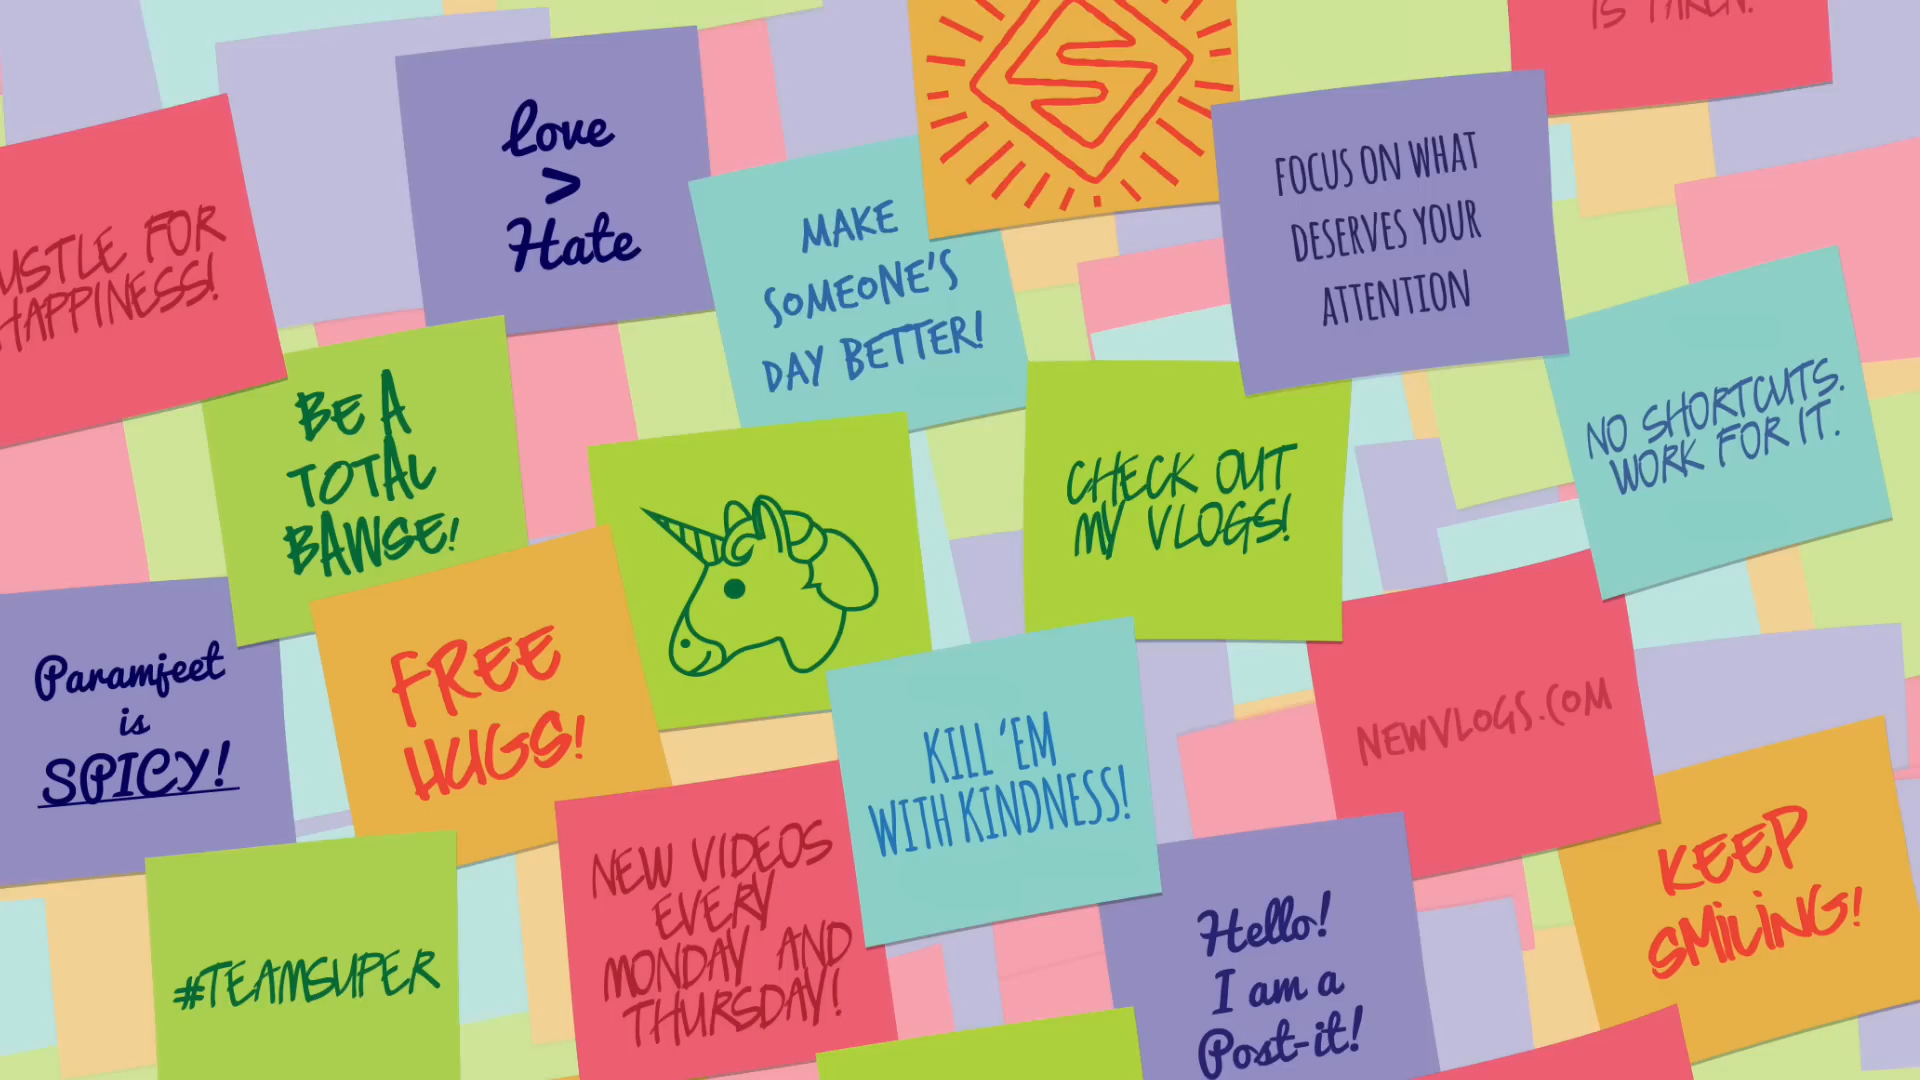 IS TAKEN.
Love
>
Hate
FOCUS ON WHAT
DESERVES YOUR
ATTENTION
MAKE
SOMEONE'S
DAY BETTER!
FOR
HAPPINESS!
BE A
TOTAL
BAWSE!
CHECK OUT
MY VLOGS!
NO SHORTCUTS.
WORK FOR IT.
Paramjeet
is
SPICY!
FREE
HUGS!
KILL 'EM
WITH KINDNESS!
NEWVLOGS.COM
KEEP
SMILING!
#TEAMSUPER
NEW VIDEOS
EVERY
MONDAY AND
THURSDAY!
Hello!
I am a
Post-it!